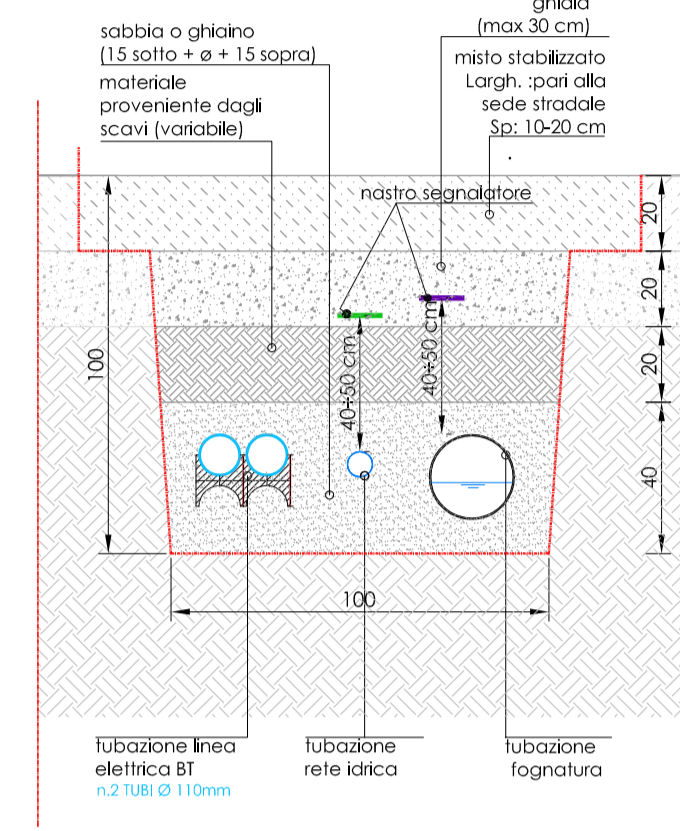 ghiaia
(max 30 cm)
sabbia o ghiaino
(15 sotto + ø + 15 sopra)
materiale
proveniente dagli
scavi (variabile)
misto stabilizzato
Largh. :pari alla
sede stradale
Sp: 10-20 cm
nastro segnalatore
20
20
20
40
100
40÷50 cm
40÷50 cm
100
tubazione linea
elettrica BT
n.2 TUBI Ø 110mm
tubazione
rete idrica
tubazione
fognatura